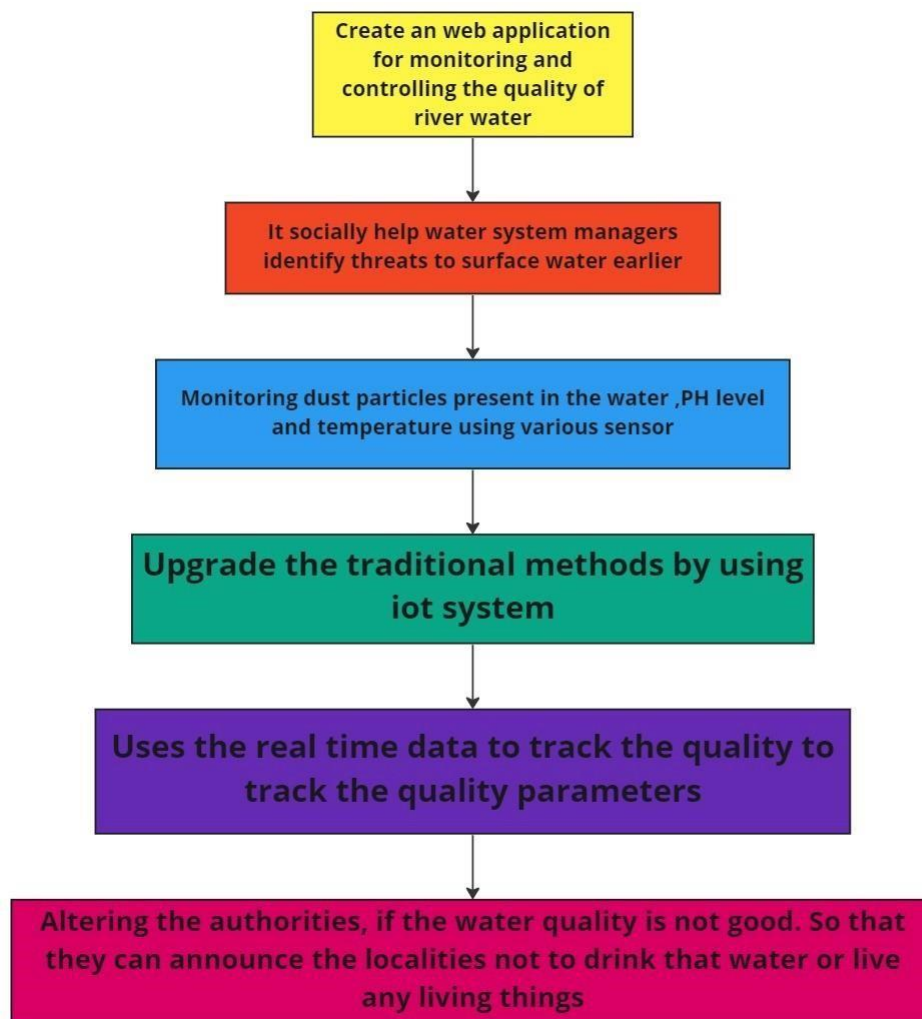 Create an web application
for monitoring and
controlling the quality of
river water
It socially help water system managers
identify threats to surface water earlier
Monitoring dust particles present in the water ,PH level
and temperature using various sensor
Upgrade the traditional methods by using
iot system
Uses the real time data to track the quality to
track the quality parameters
Altering the authorities, if the water quality is not good. So that
they can announce the localities not to drink that water or live
any living things